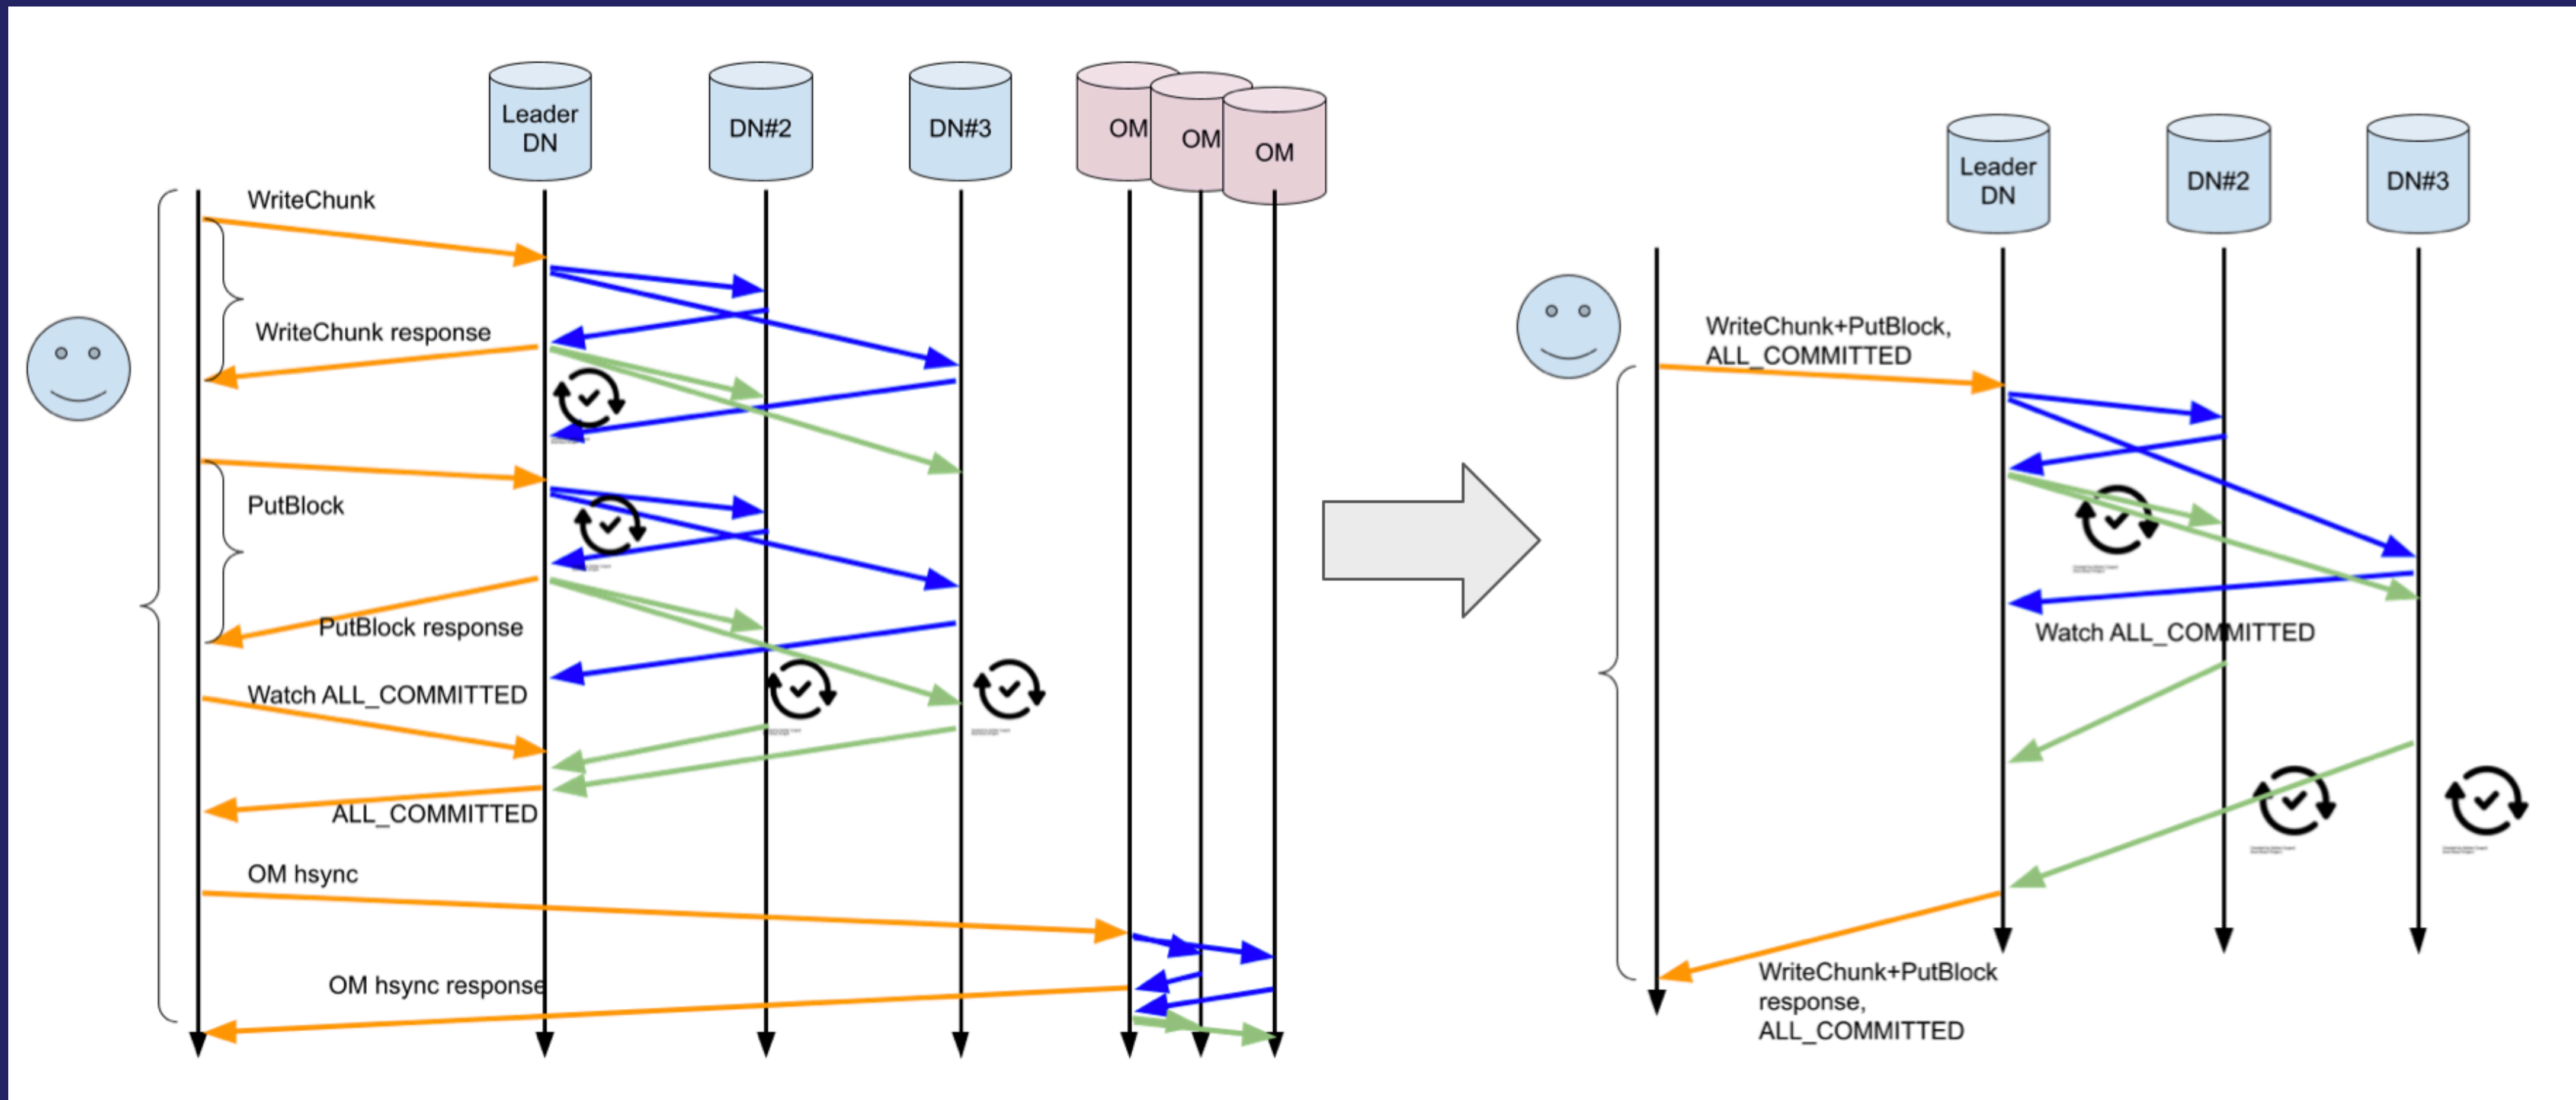 Leader
DN
DN#2
DN#3
OM
OM
OM
WriteChunk
WriteChunk response
PutBlock
PutBlock response
Watch ALL_COMMITTED
ALL_COMMITTED
OM hsync
OM hsync response
Leader
DN
DN#2
DN#3
WriteChunk+PutBlock,
ALL_COMMITTED
Watch ALL_COMMITTED
WriteChunk+PutBlock
response,
ALL_COMMITTED